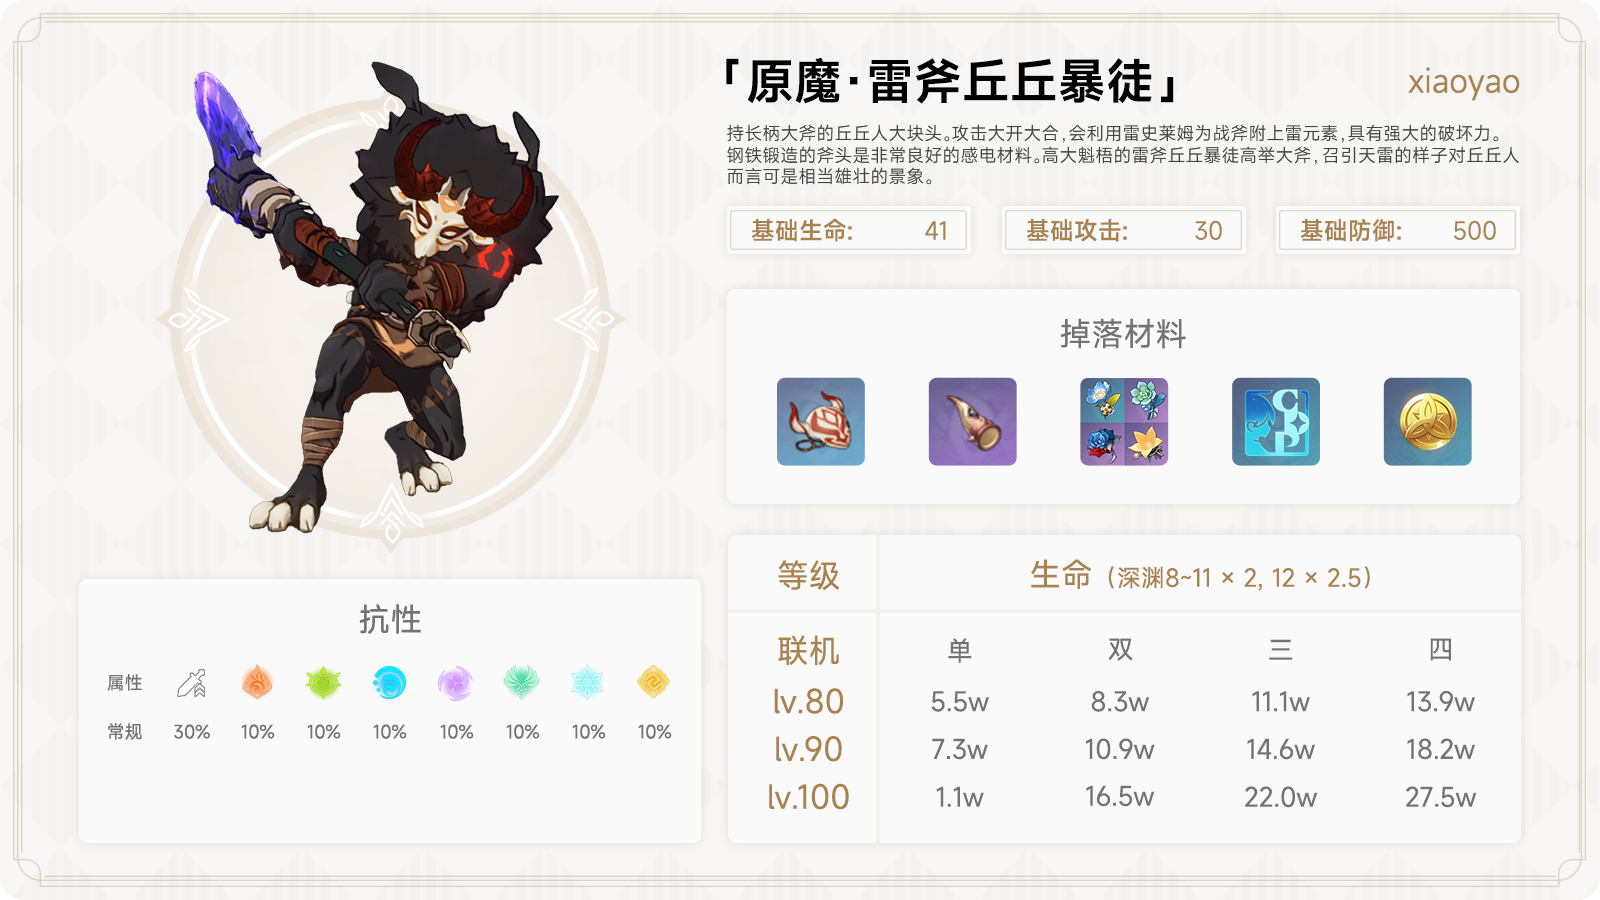 「原魔·雷斧丘丘暴徒」
xiaoyao
持长柄大斧的丘丘人大块头。攻击大开大合,会利用雷史莱姆为战斧附上雷元素,具有强大的破坏力。
钢铁锻造的斧头是非常良好的感电材料。高大魁梧的雷斧丘丘暴徒高举大斧,召引天雷的样子对丘丘人
而言可是相当雄壮的景象。
基础生命: 41
基础攻击: 30
基础防御: 500
掉落材料
抗性
属性
常规 30% 10% 10% 10% 10% 10% 10% 10%
等级 生命（深渊8~11 × 2, 12 × 2.5）
联机 单 双 三 四
lv.80 5.5w 8.3w 11.1w 13.9w
lv.90 7.3w 10.9w 14.6w 18.2w
lv.100 1.1w 16.5w 22.0w 27.5w